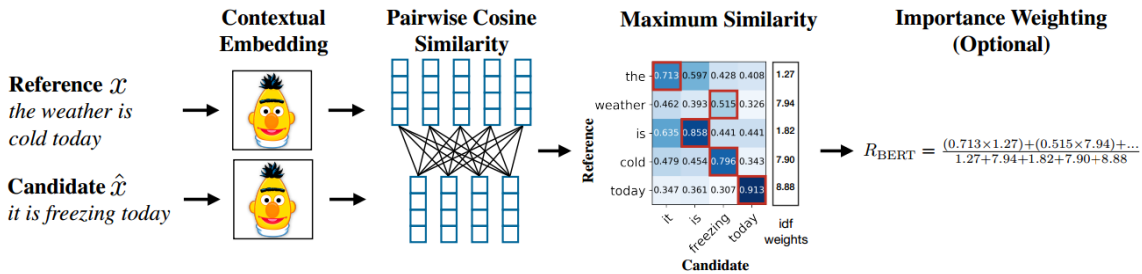 Contextual
Embedding
Pairwise Cosine
Similarity
Maximum Similarity
Importance Weighting
(Optional)
Reference x
the weather is
cold today
Candidate x̂
it is freezing today
Reference
the 0.713 0.597 0.428 0.408 1.27
weather 0.462 0.393 0.515 0.326 7.94
is 0.635 0.858 0.441 0.441 1.82
cold 0.479 0.454 0.796 0.343 7.90
today 0.347 0.361 0.307 0.913 8.88
it is freezing today
idf
weights
Candidate
R_BERT = (0.713×1.27)+(0.515×7.94)+... / 1.27+7.94+1.82+7.90+8.88